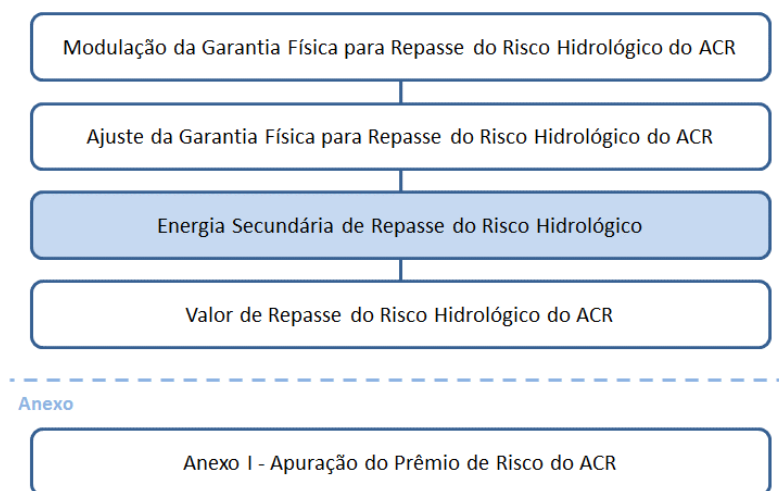 Modulação da Garantia Física para Repasse do Risco Hidrológico do ACR
Ajuste da Garantia Física para Repasse do Risco Hidrológico do ACR
Energia Secundária de Repasse do Risco Hidrológico
Valor de Repasse do Risco Hidrológico do ACR
Anexo
Anexo I - Apuração do Prêmio de Risco do ACR